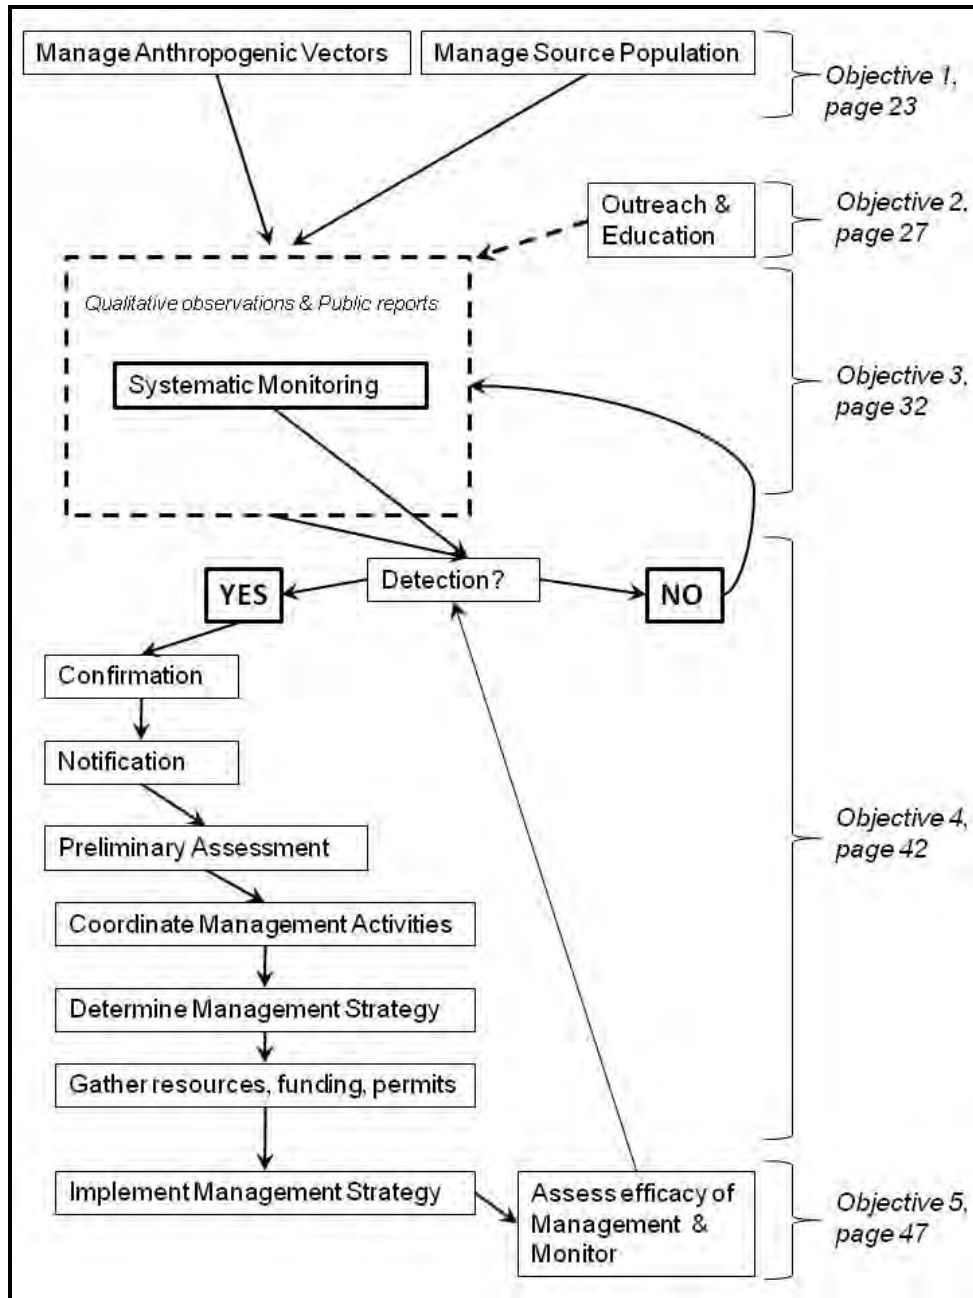 Manage Anthropogenic Vectors
Manage Source Population
Objective 1,
page 23
Outreach &
Education
Objective 2,
page 27
Qualitative observations & Public reports
Systematic Monitoring
Objective 3,
page 32
Detection?
YES
NO
Confirmation
Notification
Preliminary Assessment
Coordinate Management Activities
Determine Management Strategy
Gather resources, funding, permits
Objective 4,
page 42
Implement Management Strategy
Assess efficacy of
Management &
Monitor
Objective 5,
page 47